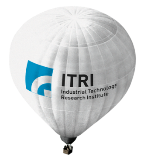 ITRI
Industrial Technology
Research Institute